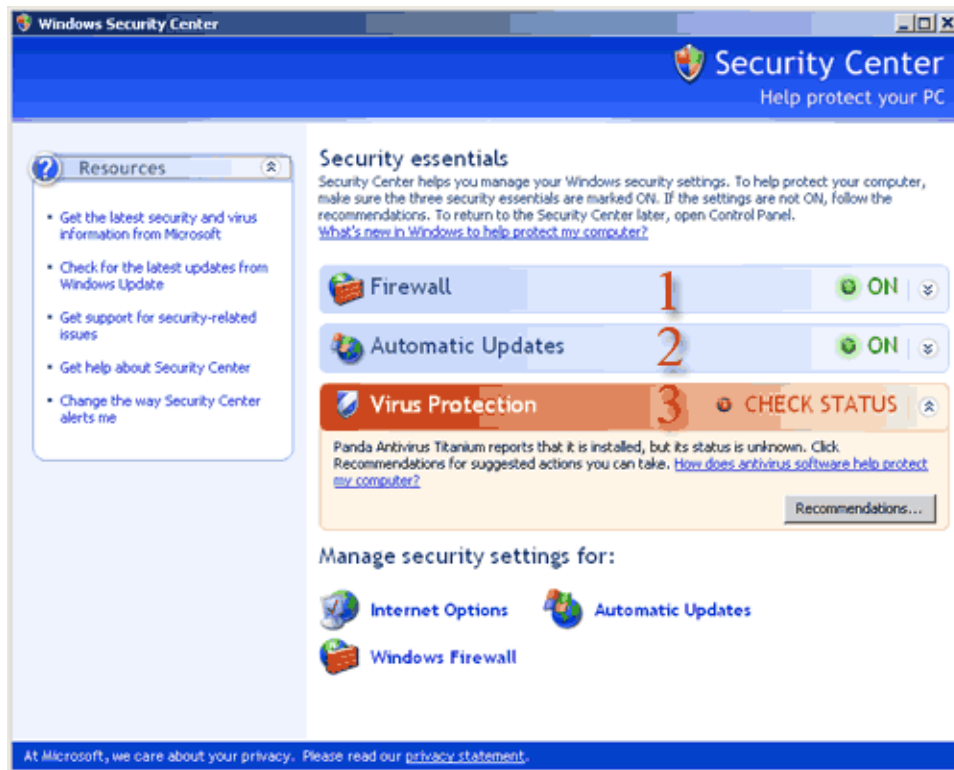 Windows Security Center
Security Center
Help protect your PC
Resources
Get the latest security and virus
information from Microsoft
Check for the latest updates from
Windows Update
Get support for security-related
issues
Get help about Security Center
Change the way Security Center
alerts me
Security essentials
Security Center helps you manage your Windows security settings. To help protect your computer,
make sure the three security essentials are marked ON. If the settings are not ON, follow the
recommendations. To return to the Security Center later, open Control Panel.
What's new in Windows to help protect my computer?
Firewall 1 ON
Automatic Updates 2 ON
Virus Protection 3 CHECK STATUS
Panda Antivirus Titanium reports that it is installed, but its status is unknown. Click
Recommendations for suggested actions you can take. How does antivirus software help protect
my computer?
Recommendations...
Manage security settings for:
Internet Options Automatic Updates
Windows Firewall
At Microsoft, we care about your privacy. Please read our privacy statement.